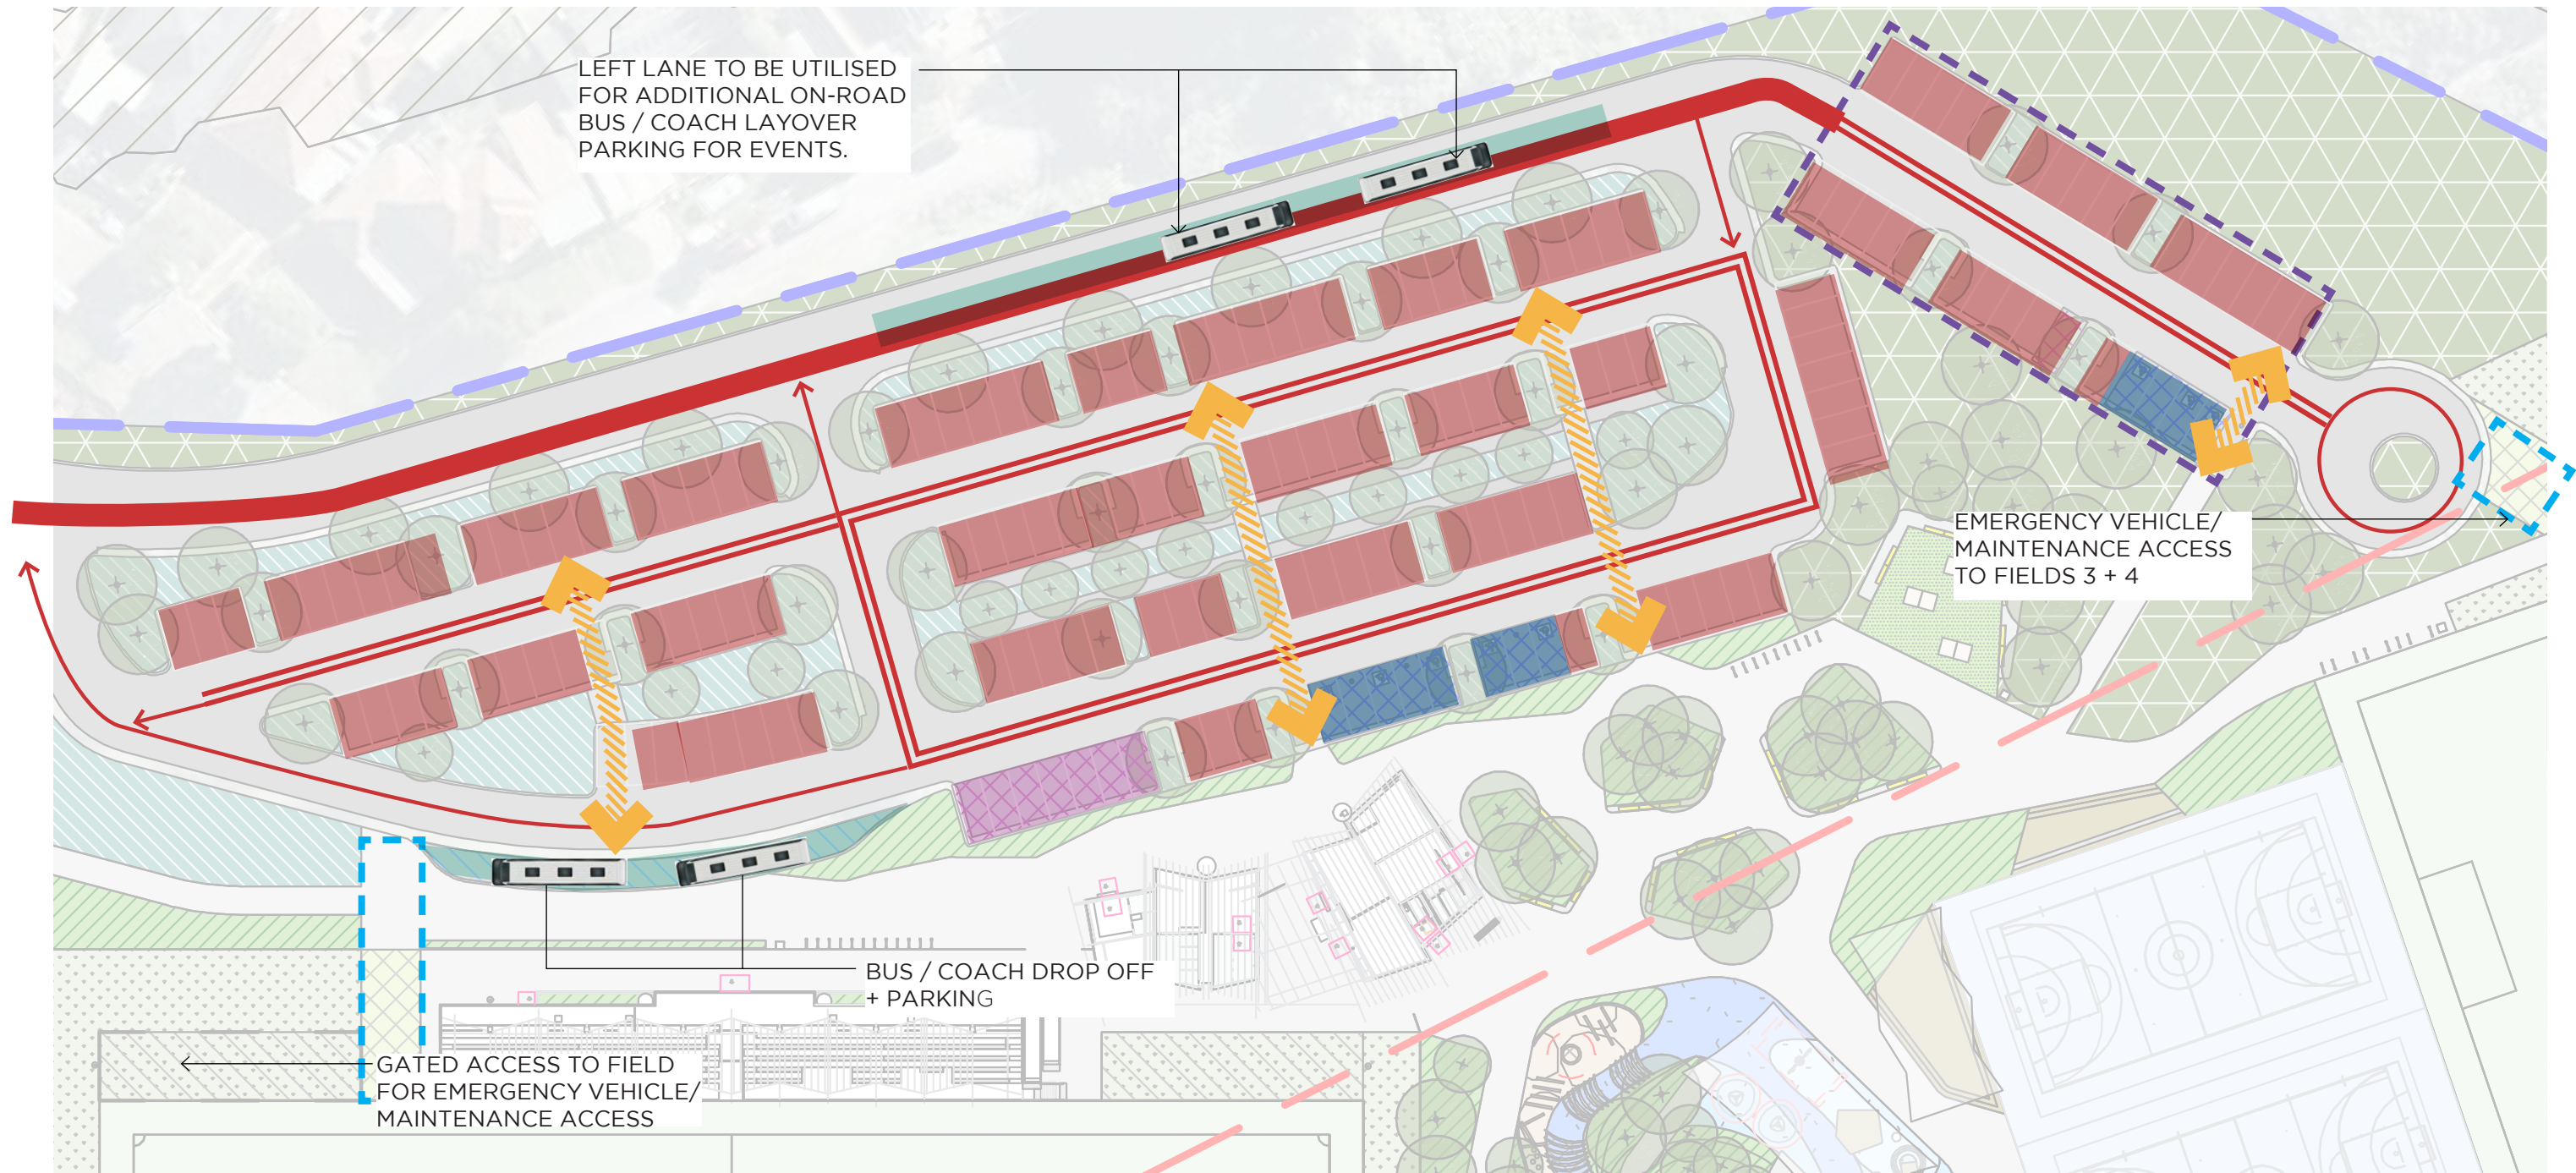 LEFT LANE TO BE UTILISED
FOR ADDITIONAL ON-ROAD
BUS / COACH LAYOVER
PARKING FOR EVENTS.
EMERGENCY VEHICLE/
MAINTENANCE ACCESS
TO FIELDS 3 + 4
BUS / COACH DROP OFF
+ PARKING
GATED ACCESS TO FIELD
FOR EMERGENCY VEHICLE/
MAINTENANCE ACCESS